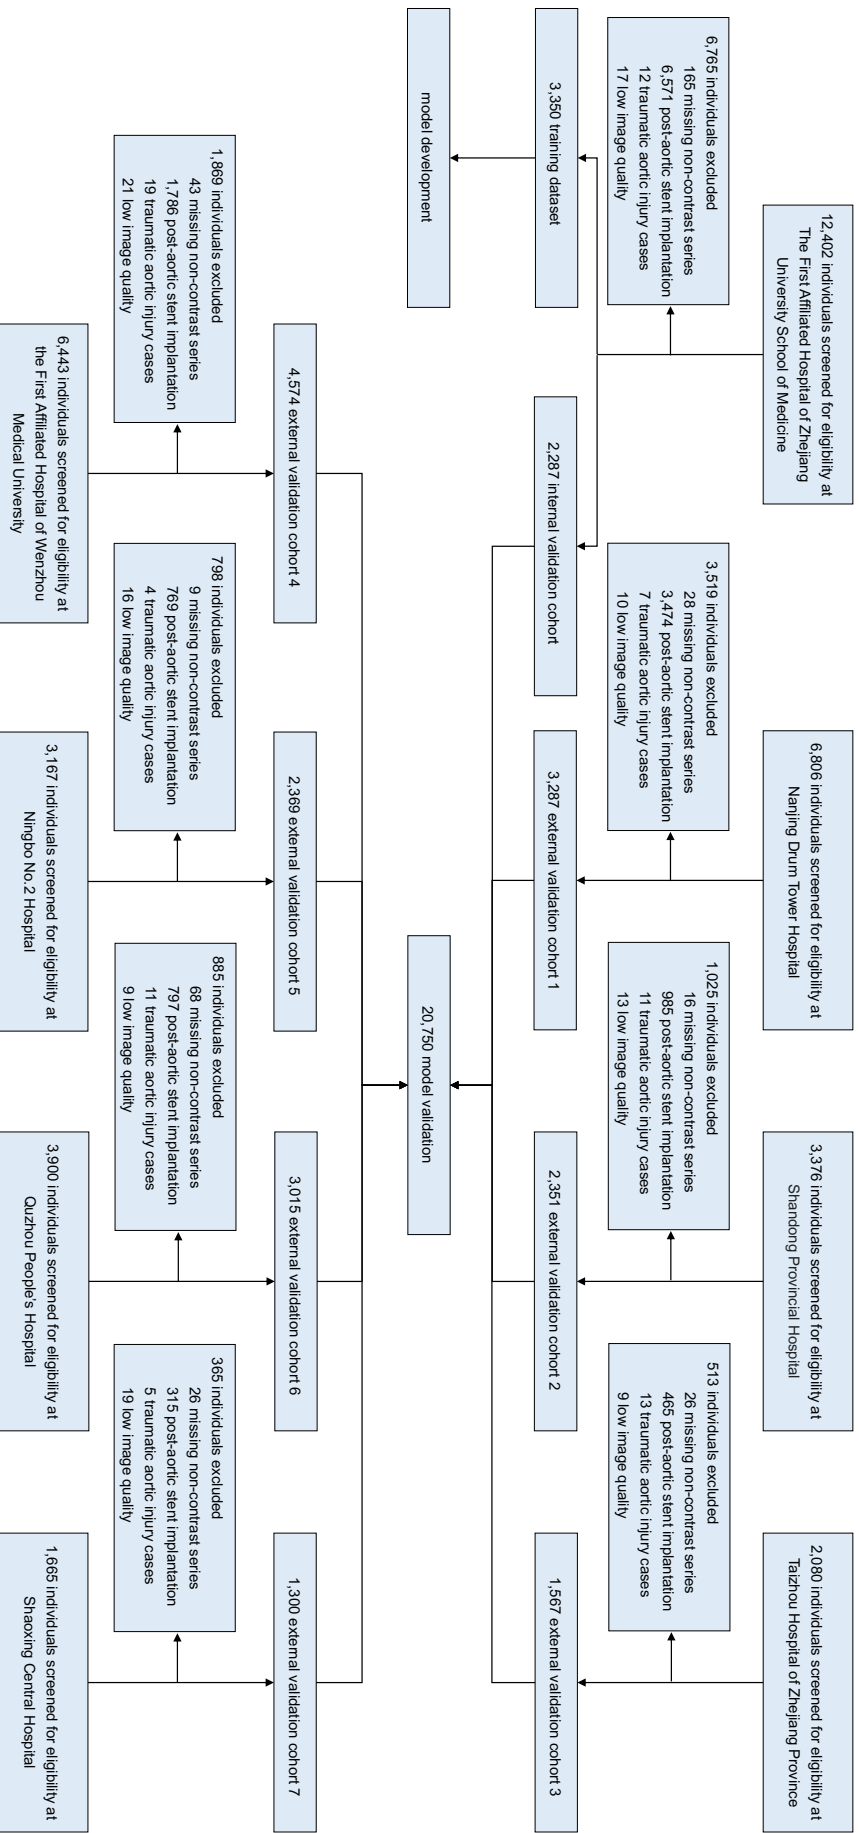 12,402 individuals screened for eligibility at
The First Affiliated Hospital of Zhejiang
University School of Medicine
6,806 individuals screened for eligibility at
Nanjing Drum Tower Hospital
3,376 individuals screened for eligibility at
Shandong Provincial Hospital
2,080 individuals screened for eligibility at
Taizhou Hospital of Zhejiang Province
6,765 individuals excluded
165 missing non-contrast series
6,571 post-aortic stent implantation
12 traumatic aortic injury cases
17 low image quality
3,519 individuals excluded
28 missing non-contrast series
3,474 post-aortic stent implantation
7 traumatic aortic injury cases
10 low image quality
1,025 individuals excluded
16 missing non-contrast series
985 post-aortic stent implantation
11 traumatic aortic injury cases
13 low image quality
513 individuals excluded
26 missing non-contrast series
465 post-aortic stent implantation
13 traumatic aortic injury cases
9 low image quality
3,350 training dataset
2,287 internal validation cohort
3,287 external validation cohort 1
2,351 external validation cohort 2
1,567 external validation cohort 3
model development
20,750 model validation
4,574 external validation cohort 4
2,369 external validation cohort 5
3,015 external validation cohort 6
1,300 external validation cohort 7
1,869 individuals excluded
43 missing non-contrast series
1,786 post-aortic stent implantation
19 traumatic aortic injury cases
21 low image quality
798 individuals excluded
9 missing non-contrast series
769 post-aortic stent implantation
4 traumatic aortic injury cases
16 low image quality
885 individuals excluded
68 missing non-contrast series
797 post-aortic stent implantation
11 traumatic aortic injury cases
9 low image quality
365 individuals excluded
26 missing non-contrast series
315 post-aortic stent implantation
5 traumatic aortic injury cases
19 low image quality
6,443 individuals screened for eligibility at
the First Affiliated Hospital of Wenzhou
Medical University
3,167 individuals screened for eligibility at
Ningbo No.2 Hospital
3,900 individuals screened for eligibility at
Quzhou People's Hospital
1,665 individuals screened for eligibility at
Shaoxing Central Hospital